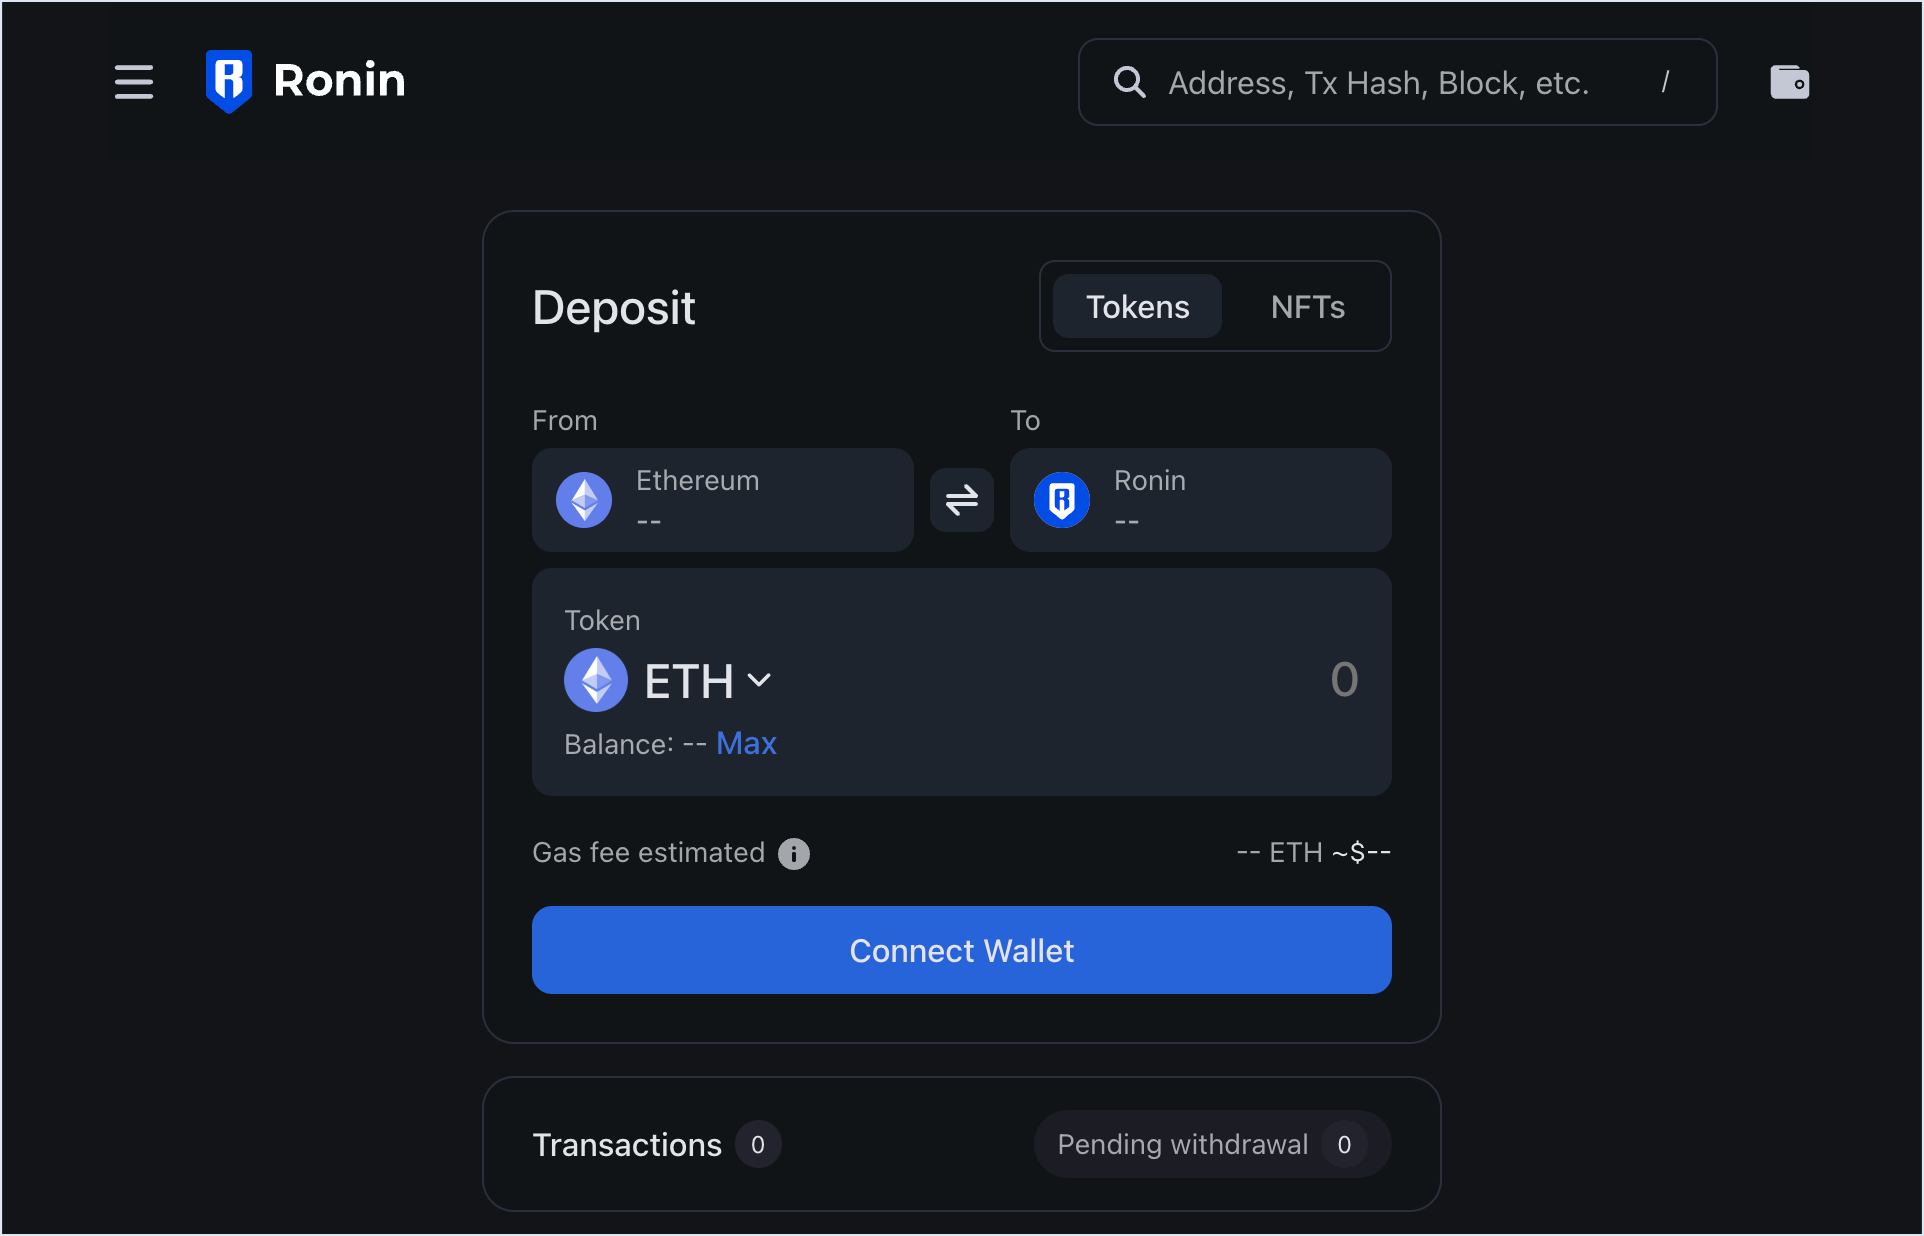 Ronin
Address, Tx Hash, Block, etc. /
Deposit
Tokens NFTs
From To
Ethereum
--
Ronin
--
Token
ETH 0
Balance: -- Max
Gas fee estimated -- ETH ~$--
Connect Wallet
Transactions 0 Pending withdrawal 0